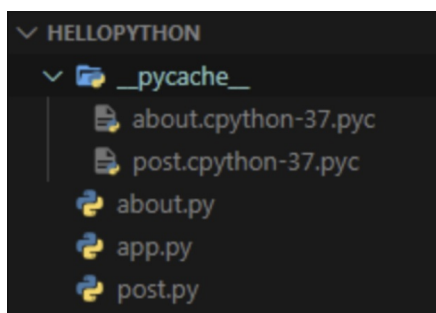 HELLOPYTHON
__pycache__
about.cpython-37.pyc
post.cpython-37.pyc
about.py
app.py
post.py